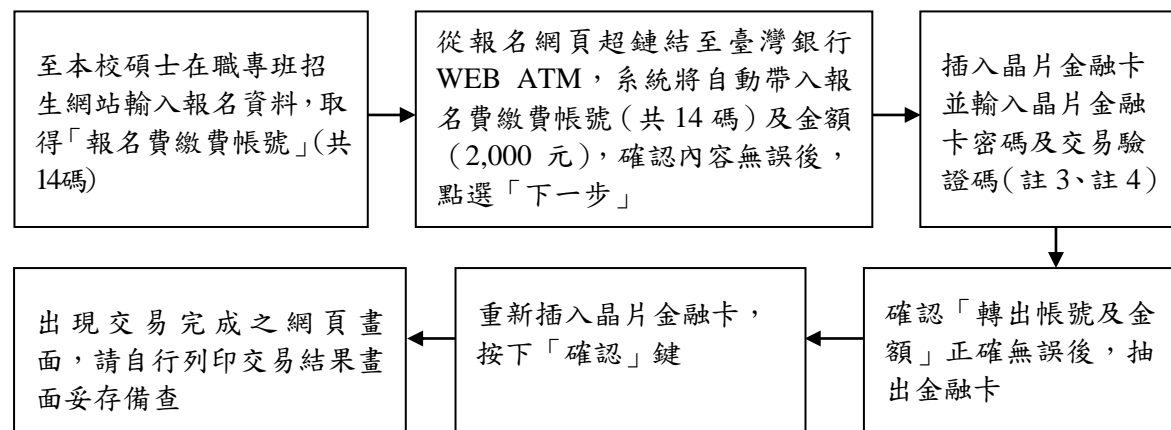 至本校碩士在職專班招
生網站輸入報名資料，取
得「報名費繳費帳號」(共
14碼)
從報名網頁超鏈結至臺灣銀行
WEB ATM，系統將自動帶入報
名費繳費帳號（共 14 碼）及金額
（2,000 元），確認內容無誤後，
點選「下一步」
插入晶片金融卡
並輸入晶片金融
卡密碼及交易驗
證碼（註 3、註 4）
確認「轉出帳號及金
額」正確無誤後，抽
出金融卡
重新插入晶片金融卡，
按下「確認」鍵
出現交易完成之網頁畫
面，請自行列印交易結果畫
面妥存備查